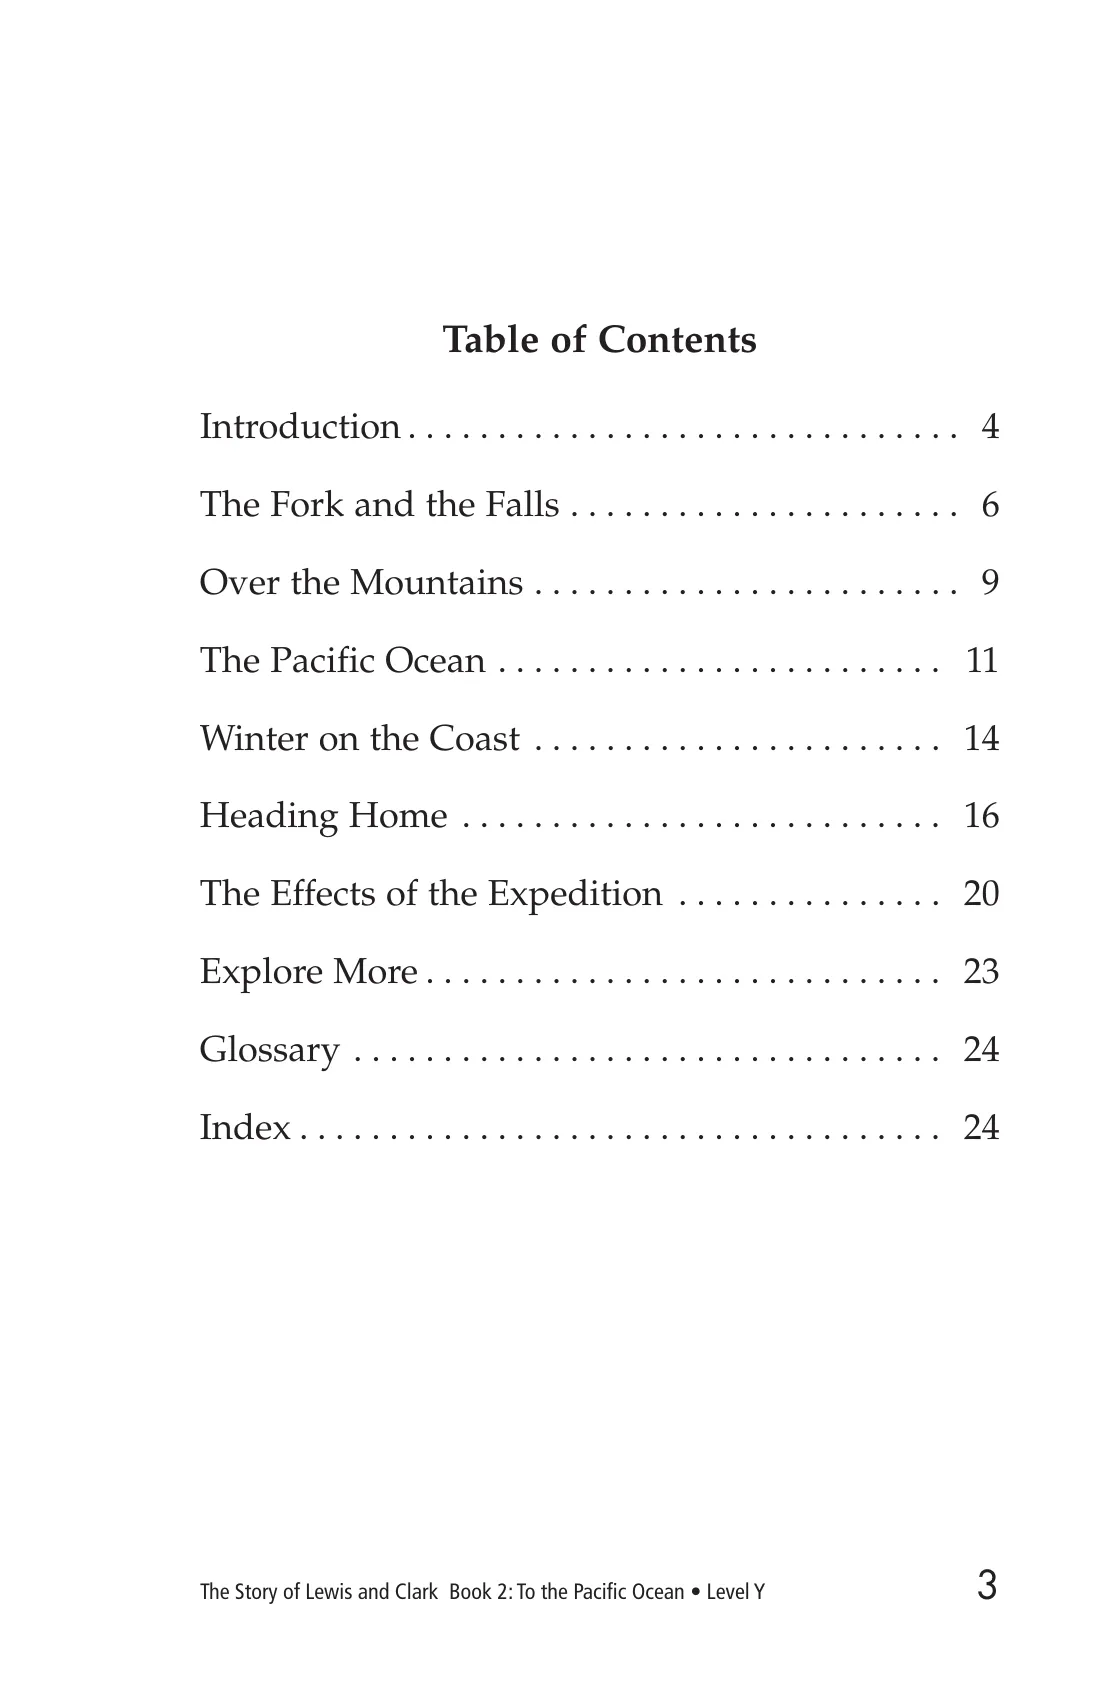 Table of Contents
Introduction . . . . . . . . . . . . . . . . . . . . . . . . . . . . . . . 4
The Fork and the Falls . . . . . . . . . . . . . . . . . . . . . . 6
Over the Mountains . . . . . . . . . . . . . . . . . . . . . . . . 9
The Pacific Ocean . . . . . . . . . . . . . . . . . . . . . . . . . 11
Winter on the Coast . . . . . . . . . . . . . . . . . . . . . . . 14
Heading Home . . . . . . . . . . . . . . . . . . . . . . . . . . . 16
The Effects of the Expedition . . . . . . . . . . . . . . . 20
Explore More . . . . . . . . . . . . . . . . . . . . . . . . . . . . . 23
Glossary . . . . . . . . . . . . . . . . . . . . . . . . . . . . . . . . . 24
Index . . . . . . . . . . . . . . . . . . . . . . . . . . . . . . . . . . . . 24
The Story of Lewis and Clark Book 2: To the Pacific Ocean • Level Y 3